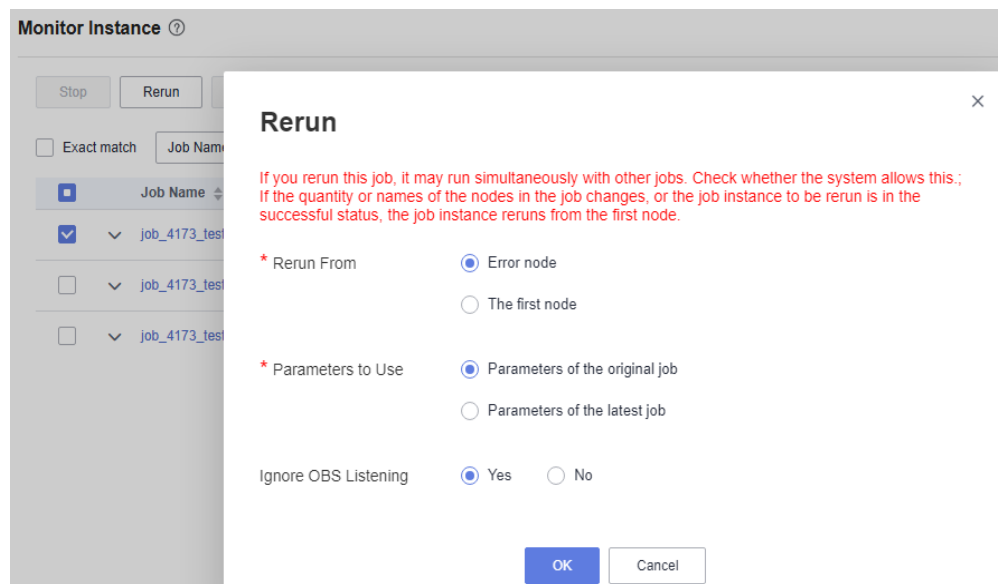 Monitor Instance
Stop
Rerun
Exact match
Job Name
Job Name
job_4173_test
job_4173_test
job_4173_test
Rerun
If you rerun this job, it may run simultaneously with other jobs. Check whether the system allows this.;
If the quantity or names of the nodes in the job changes, or the job instance to be rerun is in the
successful status, the job instance reruns from the first node.
* Rerun From
Error node
The first node
* Parameters to Use
Parameters of the original job
Parameters of the latest job
Ignore OBS Listening
Yes
No
OK
Cancel